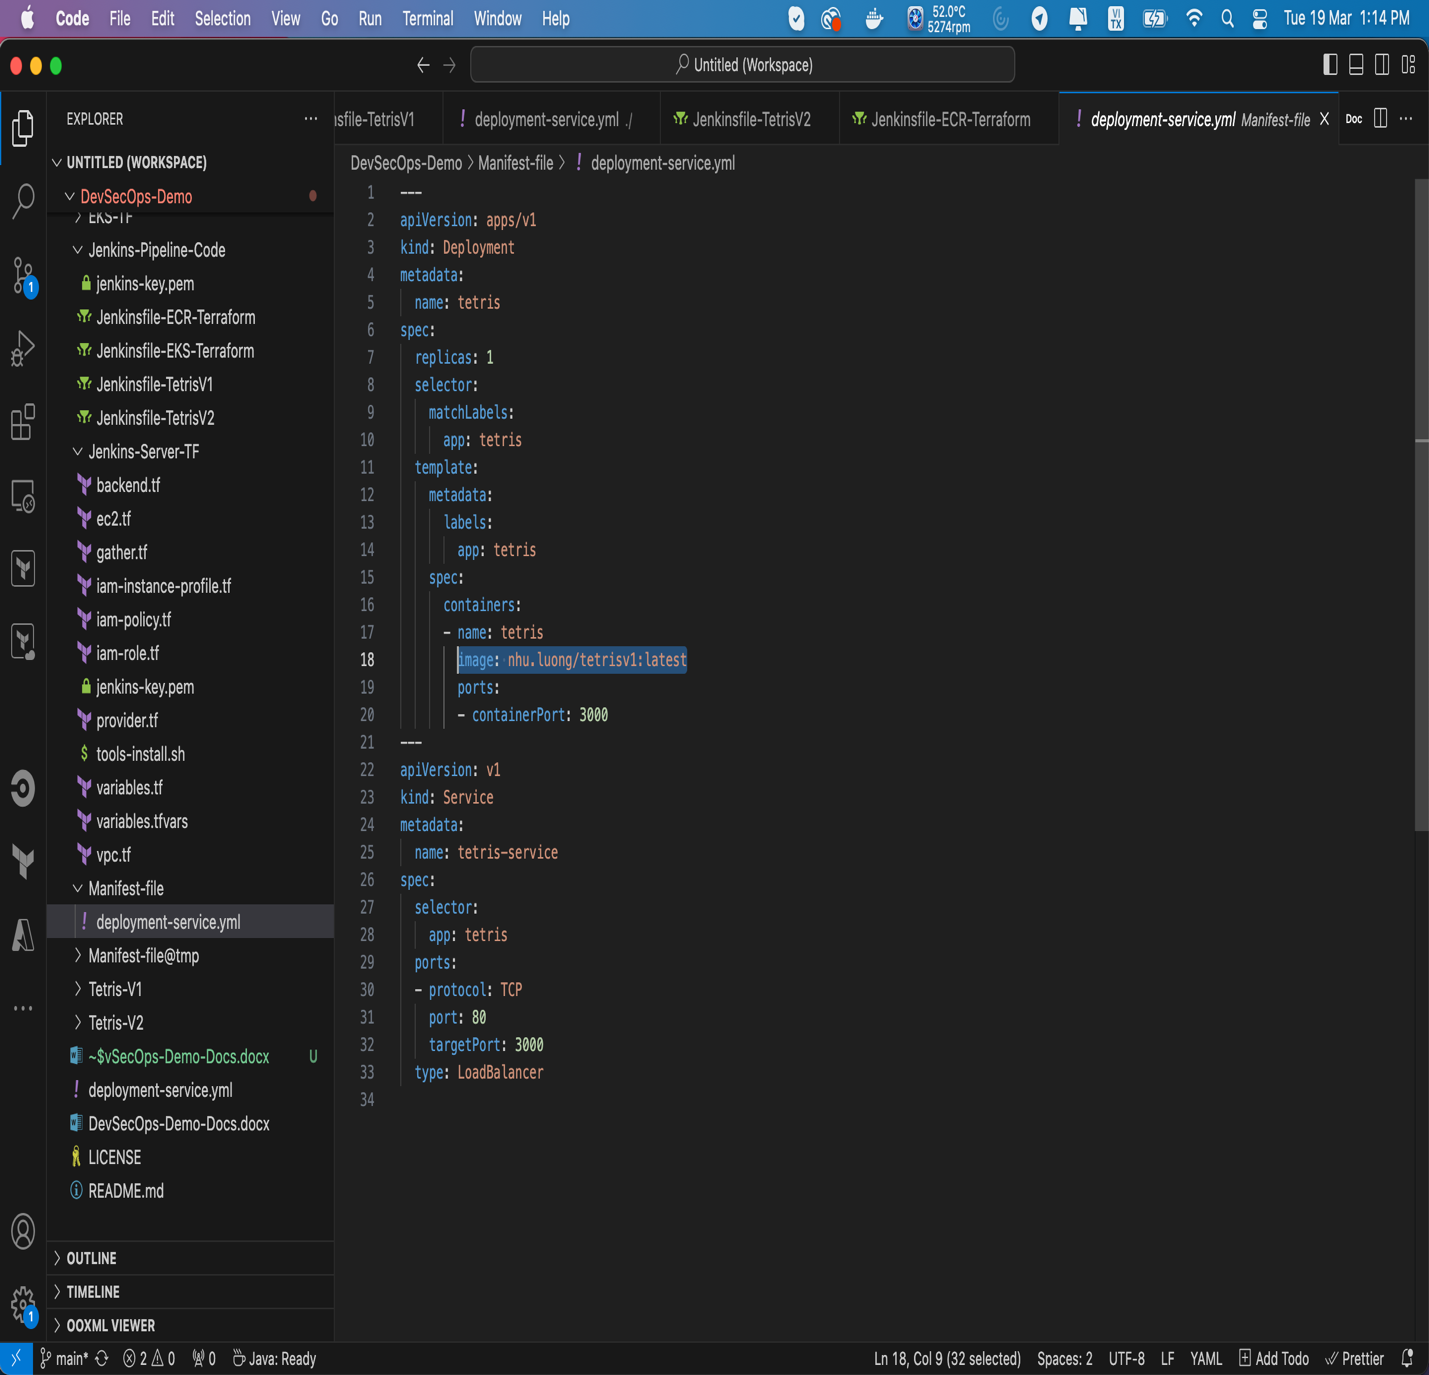 Code File Edit Selection View Go Run Terminal Window Help
52.0°C
5274rpm
VI
TX
Tue 19 Mar 1:14 PM
Untitled (Workspace)
EXPLORER
nsfile-TetrisV1
! deployment-service.yml ./
Jenkinsfile-TetrisV2
Jenkinsfile-ECR-Terraform
! deployment-service.yml Manifest-file X
Doc
UNTITLED (WORKSPACE)
DevSecOps-Demo
EKS-TF
Jenkins-Pipeline-Code
jenkins-key.pem
Jenkinsfile-ECR-Terraform
Jenkinsfile-EKS-Terraform
Jenkinsfile-TetrisV1
Jenkinsfile-TetrisV2
Jenkins-Server-TF
backend.tf
ec2.tf
gather.tf
iam-instance-profile.tf
iam-policy.tf
iam-role.tf
jenkins-key.pem
provider.tf
$ tools-install.sh
variables.tf
variables.tfvars
vpc.tf
Manifest-file
! deployment-service.yml
Manifest-file@tmp
Tetris-V1
Tetris-V2
~$vSecOps-Demo-Docs.docx U
! deployment-service.yml
DevSecOps-Demo-Docs.docx
LICENSE
README.md
OUTLINE
TIMELINE
OOXML VIEWER
1
1
DevSecOps-Demo > Manifest-file > ! deployment-service.yml
1 ---
2 apiVersion: apps/v1
3 kind: Deployment
4 metadata:
5 name: tetris
6 spec:
7 replicas: 1
8 selector:
9 matchLabels:
10 app: tetris
11 template:
12 metadata:
13 labels:
14 app: tetris
15 spec:
16 containers:
17 - name: tetris
18 image: nhu.luong/tetrisv1:latest
19 ports:
20 - containerPort: 3000
21 ---
22 apiVersion: v1
23 kind: Service
24 metadata:
25 name: tetris-service
26 spec:
27 selector:
28 app: tetris
29 ports:
30 - protocol: TCP
31 port: 80
32 targetPort: 3000
33 type: LoadBalancer
34
main* 2 0 0 Java: Ready
Ln 18, Col 9 (32 selected) Spaces: 2 UTF-8 LF YAML Add Todo Prettier